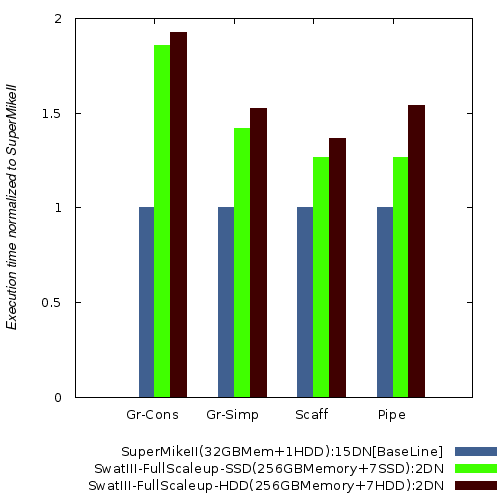 Execution time normalized to SuperMikeII
2
1.5
1
0.5
0
Gr-Cons Gr-Simp Scaff Pipe
SuperMikeII(32GBMem+1HDD):15DN[BaseLine]
SwatIII-FullScaleup-SSD(256GBMemory+7SSD):2DN
SwatIII-FullScaleup-HDD(256GBMemory+7HDD):2DN